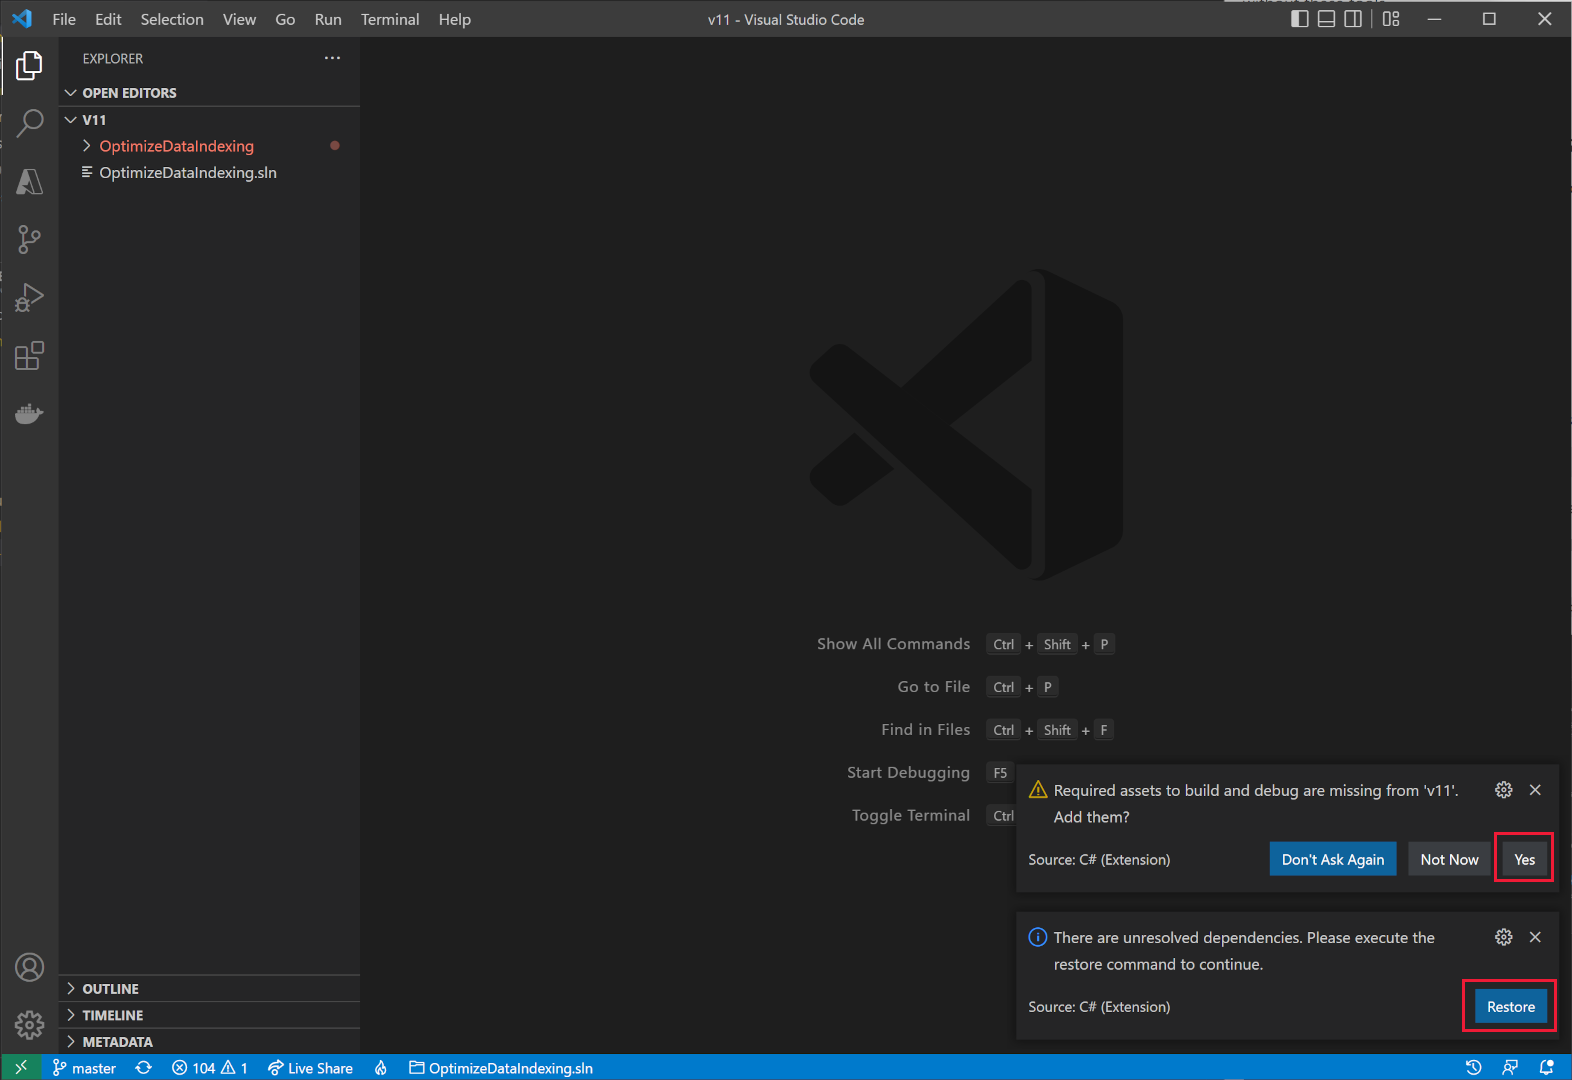 File Edit Selection View Go Run Terminal Help
v11 - Visual Studio Code
EXPLORER
OPEN EDITORS
V11
OptimizeDataIndexing
OptimizeDataIndexing.sln
Show All Commands Ctrl + Shift + P
Go to File Ctrl + P
Find in Files Ctrl + Shift + F
Start Debugging F5
Toggle Terminal Ctrl
Required assets to build and debug are missing from 'v11'.
Add them?
Source: C# (Extension) Don't Ask Again Not Now Yes
There are unresolved dependencies. Please execute the
restore command to continue.
Source: C# (Extension) Restore
OUTLINE
TIMELINE
METADATA
master 104 1 Live Share OptimizeDataIndexing.sln